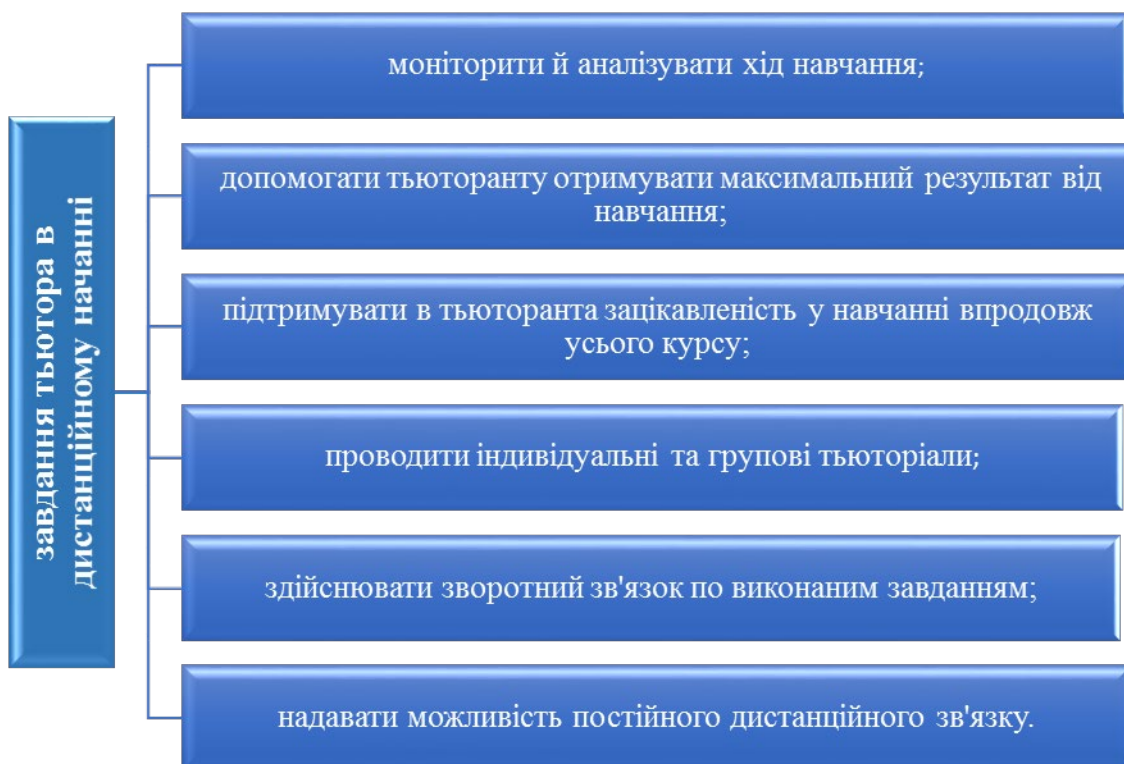 завдання тьютора в
дистанційному начанні
моніторити й аналізувати хід навчання;
допомогати тьюторанту отримувати максимальний результат від
навчання;
підтримувати в тьюторанта зацікавленість у навчанні впродовж
усього курсу;
проводити індивідуальні та групові тьюторіали;
здійснювати зворотний зв'язок по виконаним завданням;
надавати можливість постійного дистанційного зв'язку.